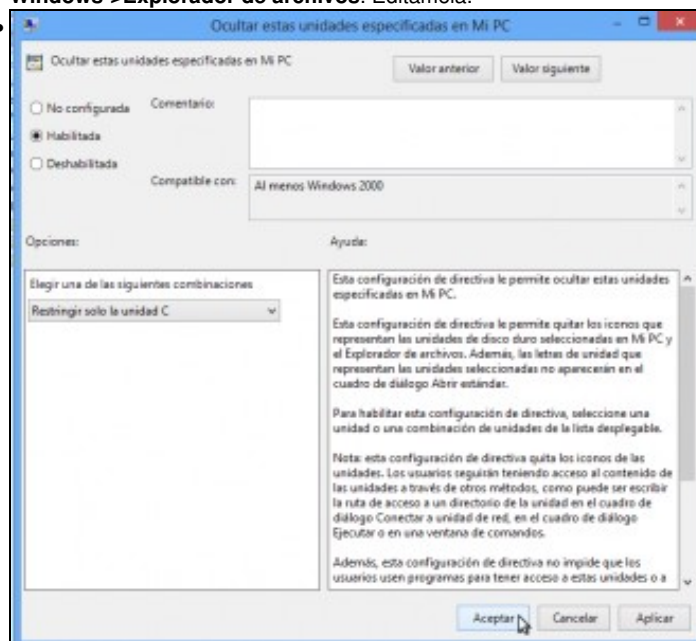 Windows->Explorador de archivos. Editámosla.
Ocultar estas unidades especificadas en Mi PC
Ocultar estas unidades especificadas en Mi PC
Valor anterior
Valor siguiente
No configurada
Comentario:
Habilitada
Deshabilitada
Compatible con:
Al menos Windows 2000
Opciones:
Ayuda:
Elegir una de las siguientes combinaciones
Restringir solo la unidad C
Esta configuración de directiva le permite ocultar estas unidades
especificadas en Mi PC.
Esta configuración de directiva le permite quitar los iconos que
representan las unidades de disco duro seleccionadas en Mi PC y
el Explorador de archivos. Además, las letras de unidad que
representan las unidades seleccionadas no aparecerán en el
cuadro de diálogo Abrir estándar.
Para habilitar esta configuración de directiva, seleccione una
unidad o una combinación de unidades de la lista desplegable.
Nota: esta configuración de directiva quita los iconos de las
unidades. Los usuarios seguirán teniendo acceso al contenido de
las unidades a través de otros métodos, como puede ser escribir
la ruta de acceso a un directorio de la unidad en el cuadro de
diálogo Conectar a unidad de red, en el cuadro de diálogo
Ejecutar o en una ventana de comandos.
Además, esta configuración de directiva no impide que los
usuarios usen programas para tener acceso a estas unidades o a
Aceptar
Cancelar
Aplicar